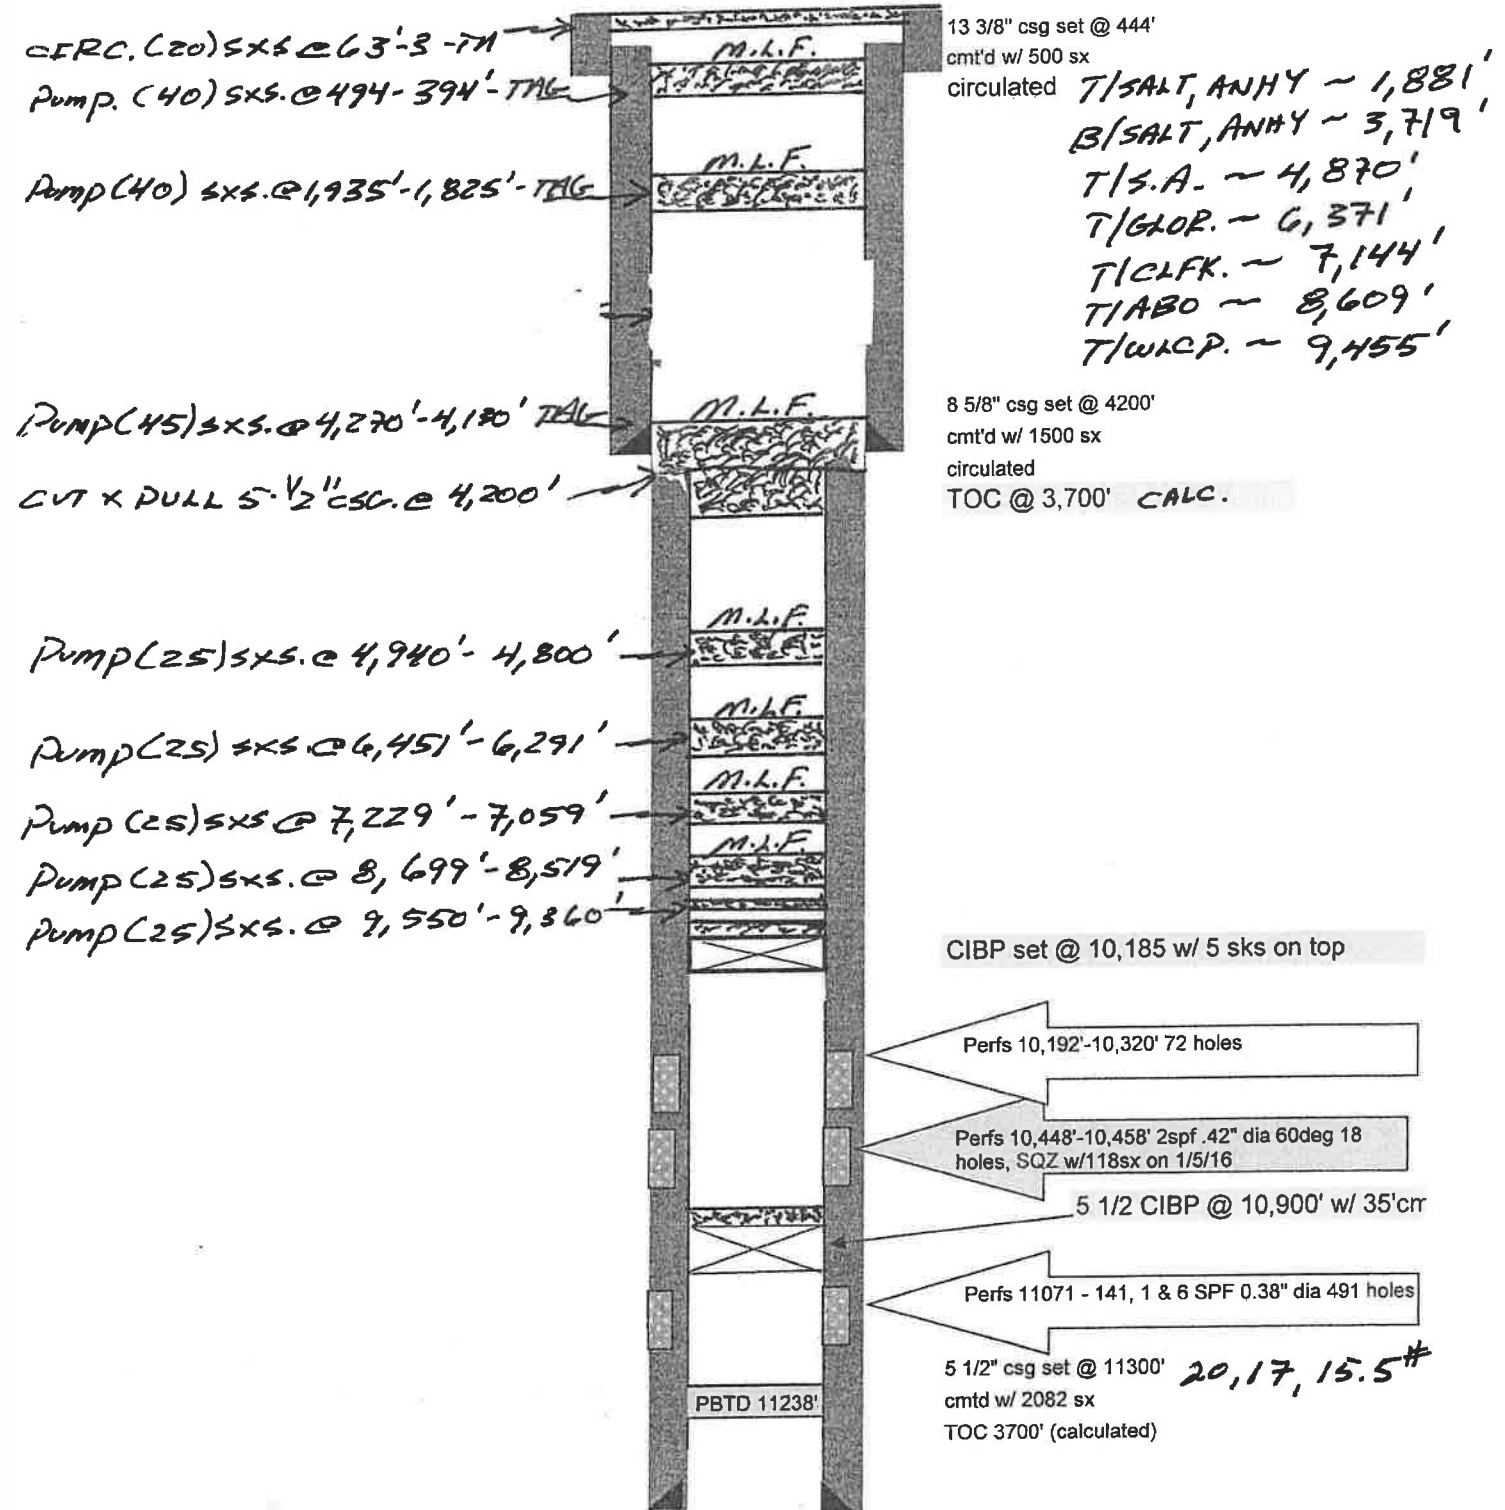 CIRC. (20) SXS @ 63'-3'
Pump. (40) SXS. @ 494-394'-TAG
Pump (40) SXS. @ 1,935'-1,825'-TAG
Pump (45) SXS. @ 4,270'-4,130' TAG
CUT X PULL 5-1/2" CSG. @ 4,200'
Pump (25) SXS. @ 4,940'-4,800'
Pump (25) SXS @ 6,451'-6,291'
Pump (25) SXS @ 7,229'-7,059'
Pump (25) SXS. @ 8,699'-8,519'
Pump (25) SXS. @ 9,550'-9,360'
M.L.F.
M.L.F.
M.L.F.
M.L.F.
M.L.F.
M.L.F.
M.L.F.
PBTD 11238'
13 3/8" csg set @ 444'
cmt'd w/ 500 sx
circulated
T/SALT, ANHY ~ 1,881'
B/SALT, ANHY ~ 3,719'
T/S.A. ~ 4,870'
T/GLOR. ~ 6,371'
T/CLFK. ~ 7,144'
T/ABO ~ 8,609'
T/WLCP. ~ 9,455'
8 5/8" csg set @ 4200'
cmt'd w/ 1500 sx
circulated
TOC @ 3,700' CALC.
CIBP set @ 10,185 w/ 5 sks on top
Perfs 10,192'-10,320' 72 holes
Perfs 10,448'-10,458' 2spf .42" dia 60deg 18
holes, SQZ w/118sx on 1/5/16
5 1/2 CIBP @ 10,900' w/ 35'cm
Perfs 11071 - 141, 1 & 6 SPF 0.38" dia 491 holes
5 1/2" csg set @ 11300' 20, 17, 15.5#
cmtd w/ 2082 sx
TOC 3700' (calculated)